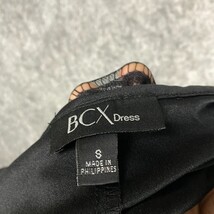 BCX Dress
S
MADE IN
PHILIPPINES